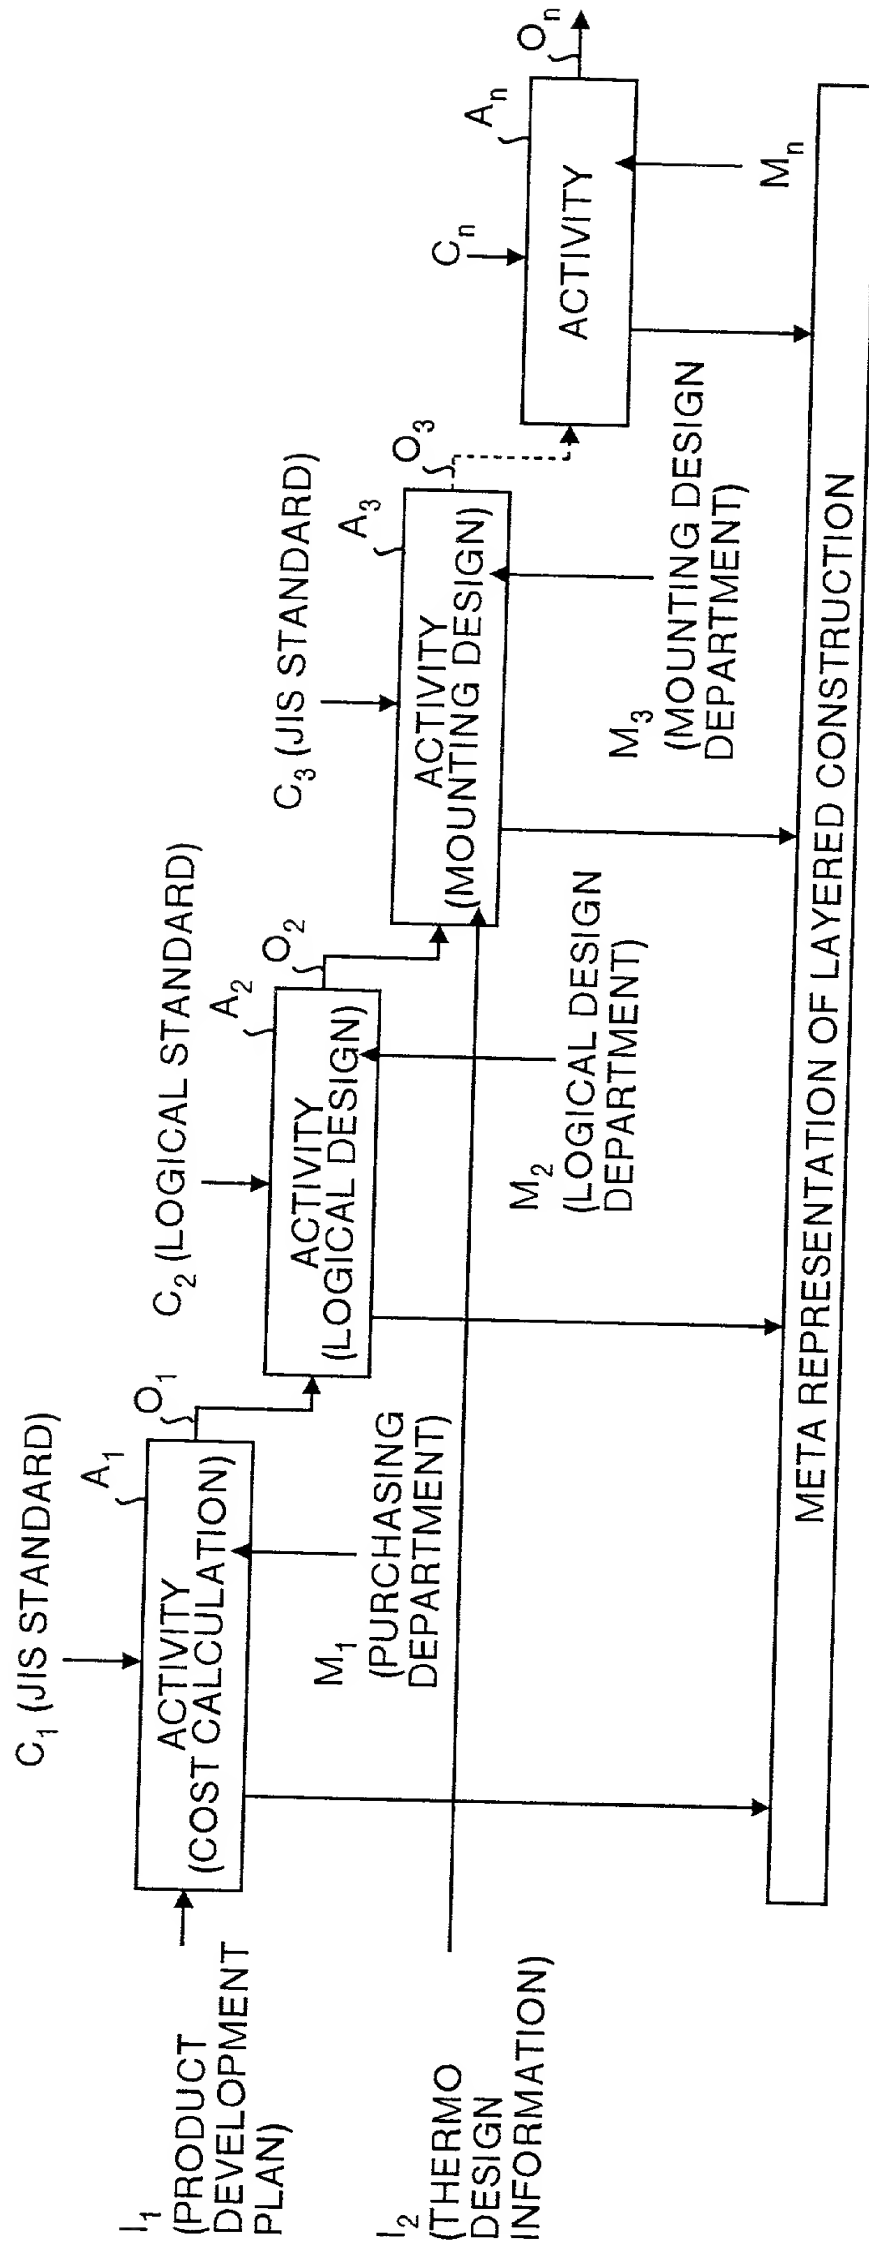 I1
(PRODUCT
DEVELOPMENT
PLAN)
I2
(THERMO
DESIGN
INFORMATION)
C1 (JIS STANDARD)
A1
O1
ACTIVITY
(COST CALCULATION)
M1
(PURCHASING
DEPARTMENT)
C2 (LOGICAL STANDARD)
A2
O2
ACTIVITY
(LOGICAL DESIGN)
M2
(LOGICAL DESIGN
DEPARTMENT)
C3 (JIS STANDARD)
A3
O3
ACTIVITY
(MOUNTING DESIGN)
M3
(MOUNTING DESIGN
DEPARTMENT)
Cn
An
On
ACTIVITY
Mn
META REPRESENTATION OF LAYERED CONSTRUCTION